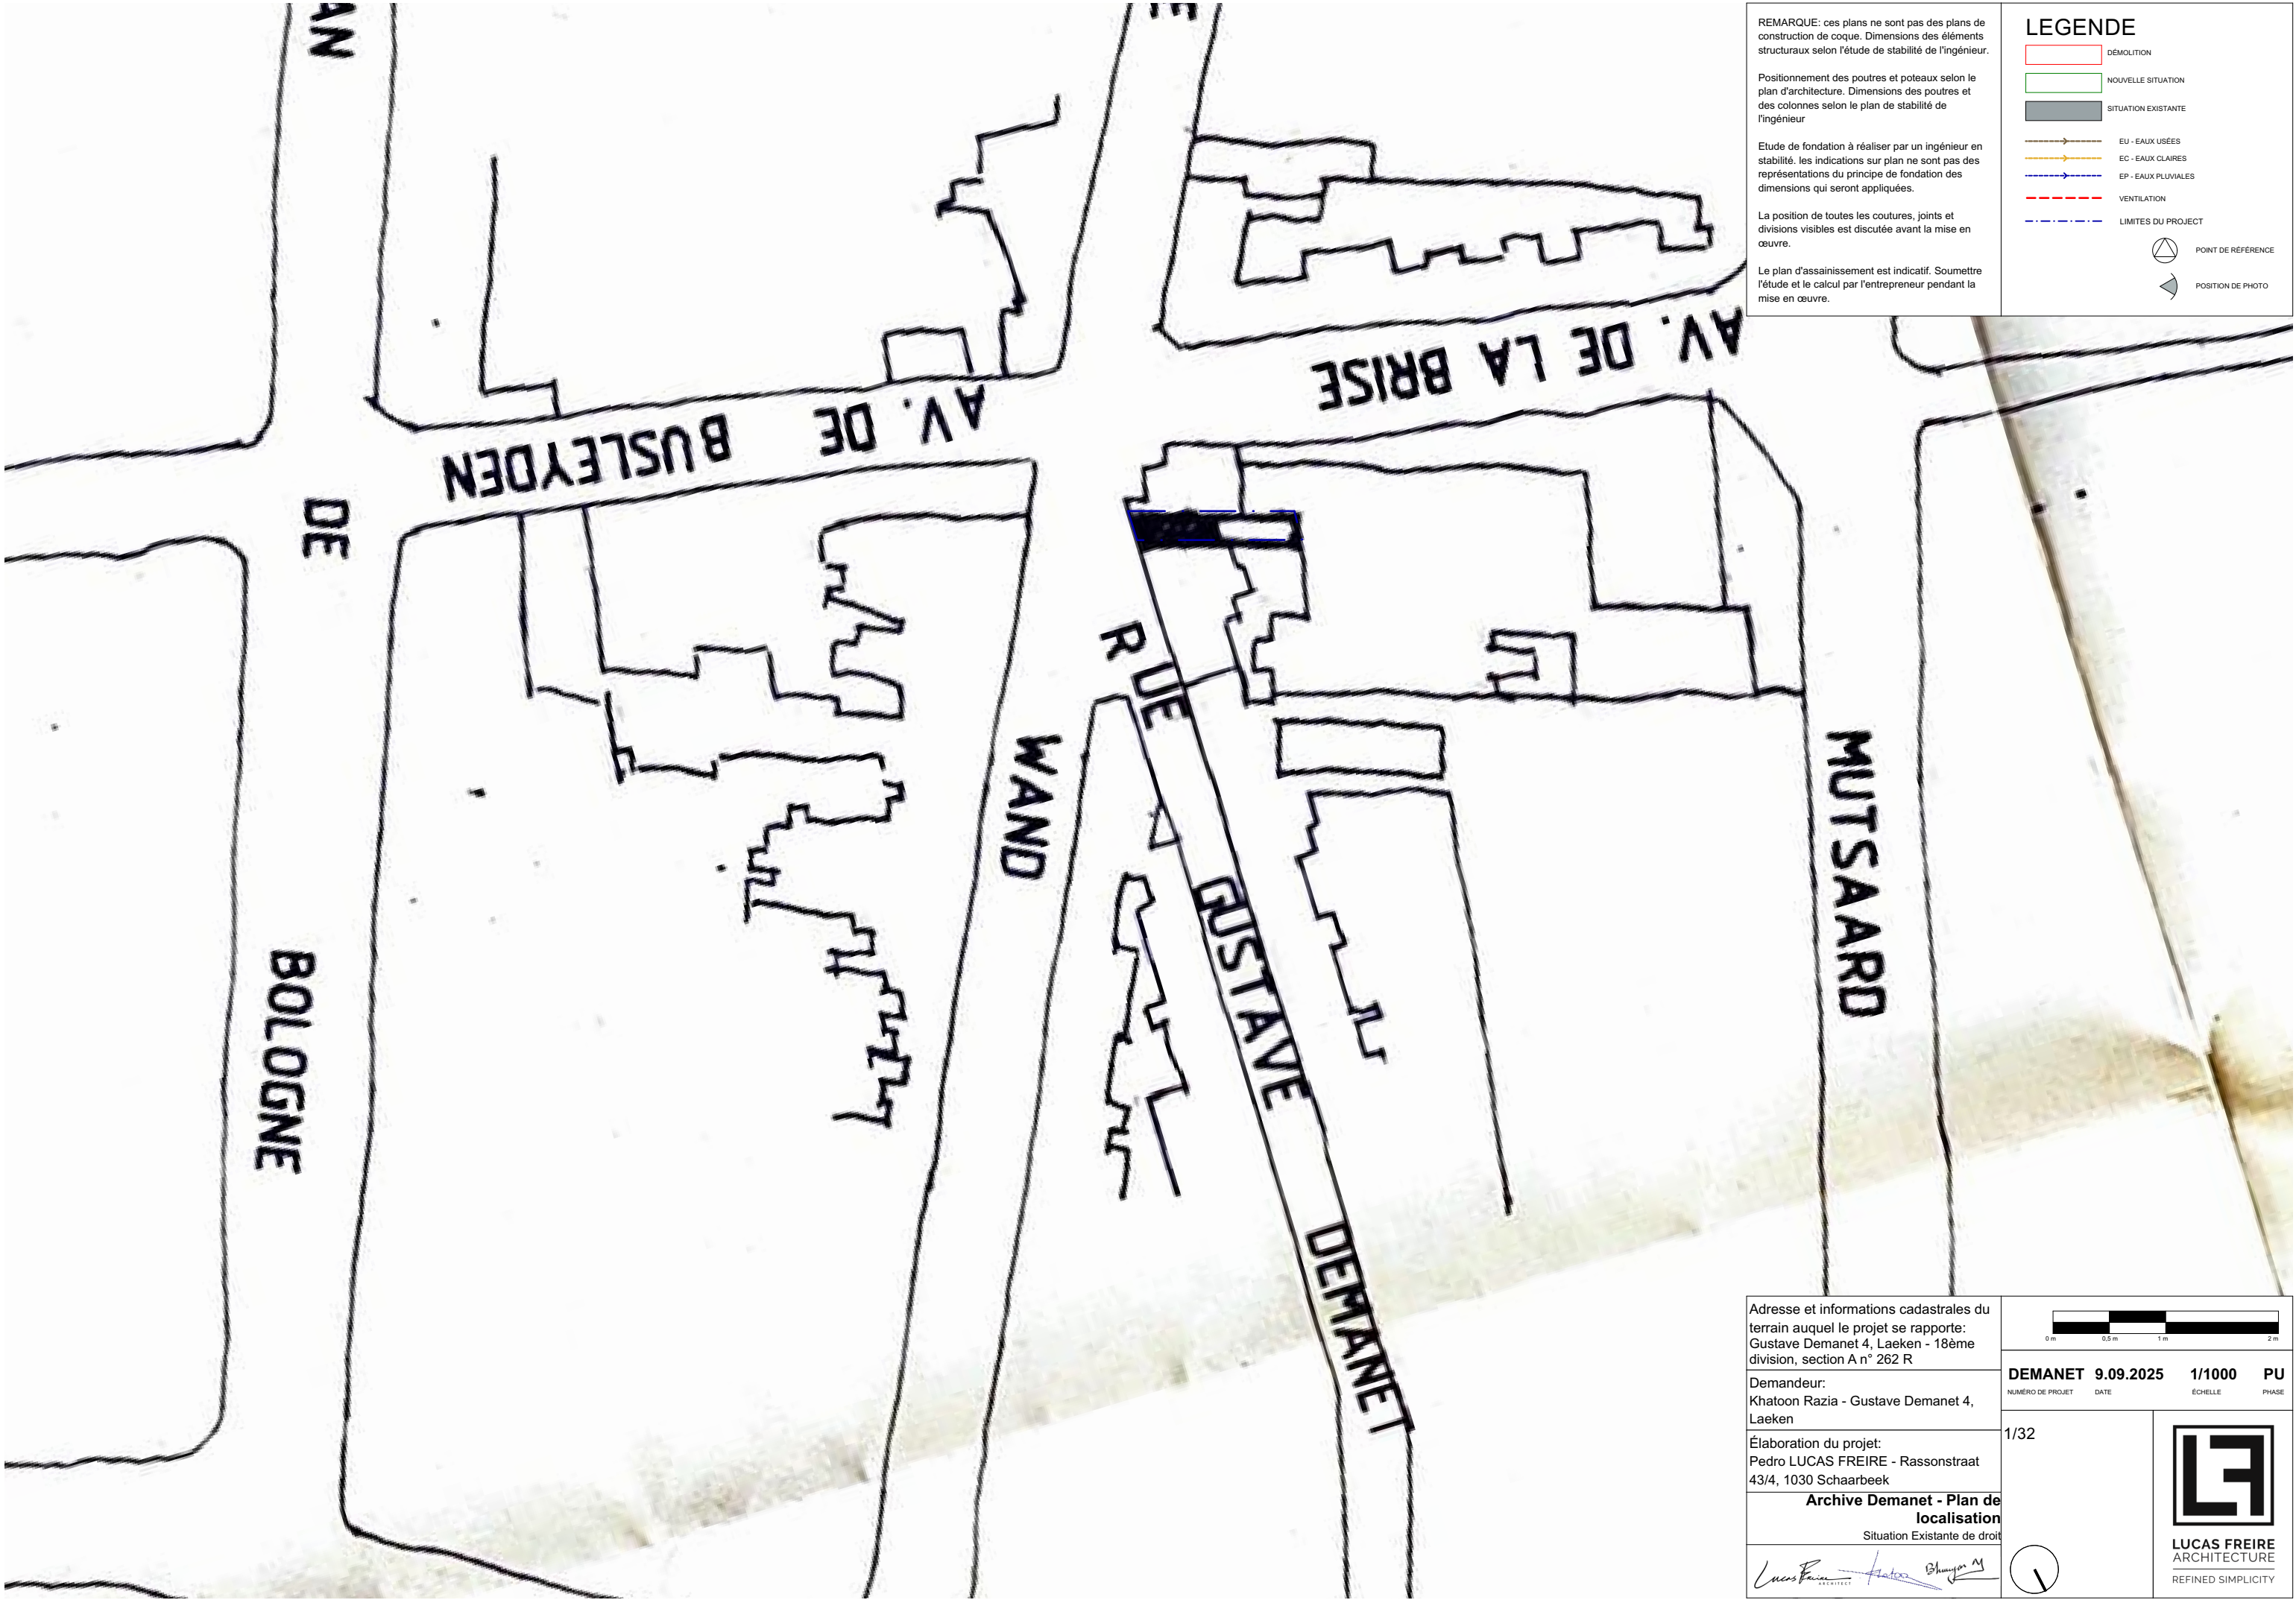 AN
AV. DE LA BRISE
AV. DE BUSLEYDEN
DE
RUE
WAND
GUSTAVE
DEMANET
MUTSAARD
BOLOGNE
REMARQUE: ces plans ne sont pas des plans de
construction de coque. Dimensions des éléments
structuraux selon l'étude de stabilité de l'ingénieur.
Positionnement des poutres et poteaux selon le
plan d'architecture. Dimensions des poutres et
des colonnes selon le plan de stabilité de
l'ingénieur
Etude de fondation à réaliser par un ingénieur en
stabilité. les indications sur plan ne sont pas des
représentations du principe de fondation des
dimensions qui seront appliquées.
La position de toutes les coutures, joints et
divisions visibles est discutée avant la mise en
œuvre.
Le plan d'assainissement est indicatif. Soumettre
l'étude et le calcul par l'entrepreneur pendant la
mise en œuvre.
LEGENDE
DÉMOLITION
NOUVELLE SITUATION
SITUATION EXISTANTE
EU - EAUX USÉES
EC - EAUX CLAIRES
EP - EAUX PLUVIALES
VENTILATION
LIMITES DU PROJECT
POINT DE RÉFÉRENCE
POSITION DE PHOTO
Adresse et informations cadastrales du
terrain auquel le projet se rapporte:
Gustave Demanet 4, Laeken - 18ème
division, section A n° 262 R
Demandeur:
Khatoon Razia - Gustave Demanet 4,
Laeken
Élaboration du projet:
Pedro LUCAS FREIRE - Rassonstraat
43/4, 1030 Schaarbeek
Archive Demanet - Plan de
localisation
Situation Existante de droit
Lucas Freire
ARCHITECT
0 m 0,5 m 1 m 2 m
DEMANET 9.09.2025 1/1000 PU
NUMÉRO DE PROJET DATE ÉCHELLE PHASE
1/32
LF
LUCAS FREIRE
ARCHITECTURE
REFINED SIMPLICITY